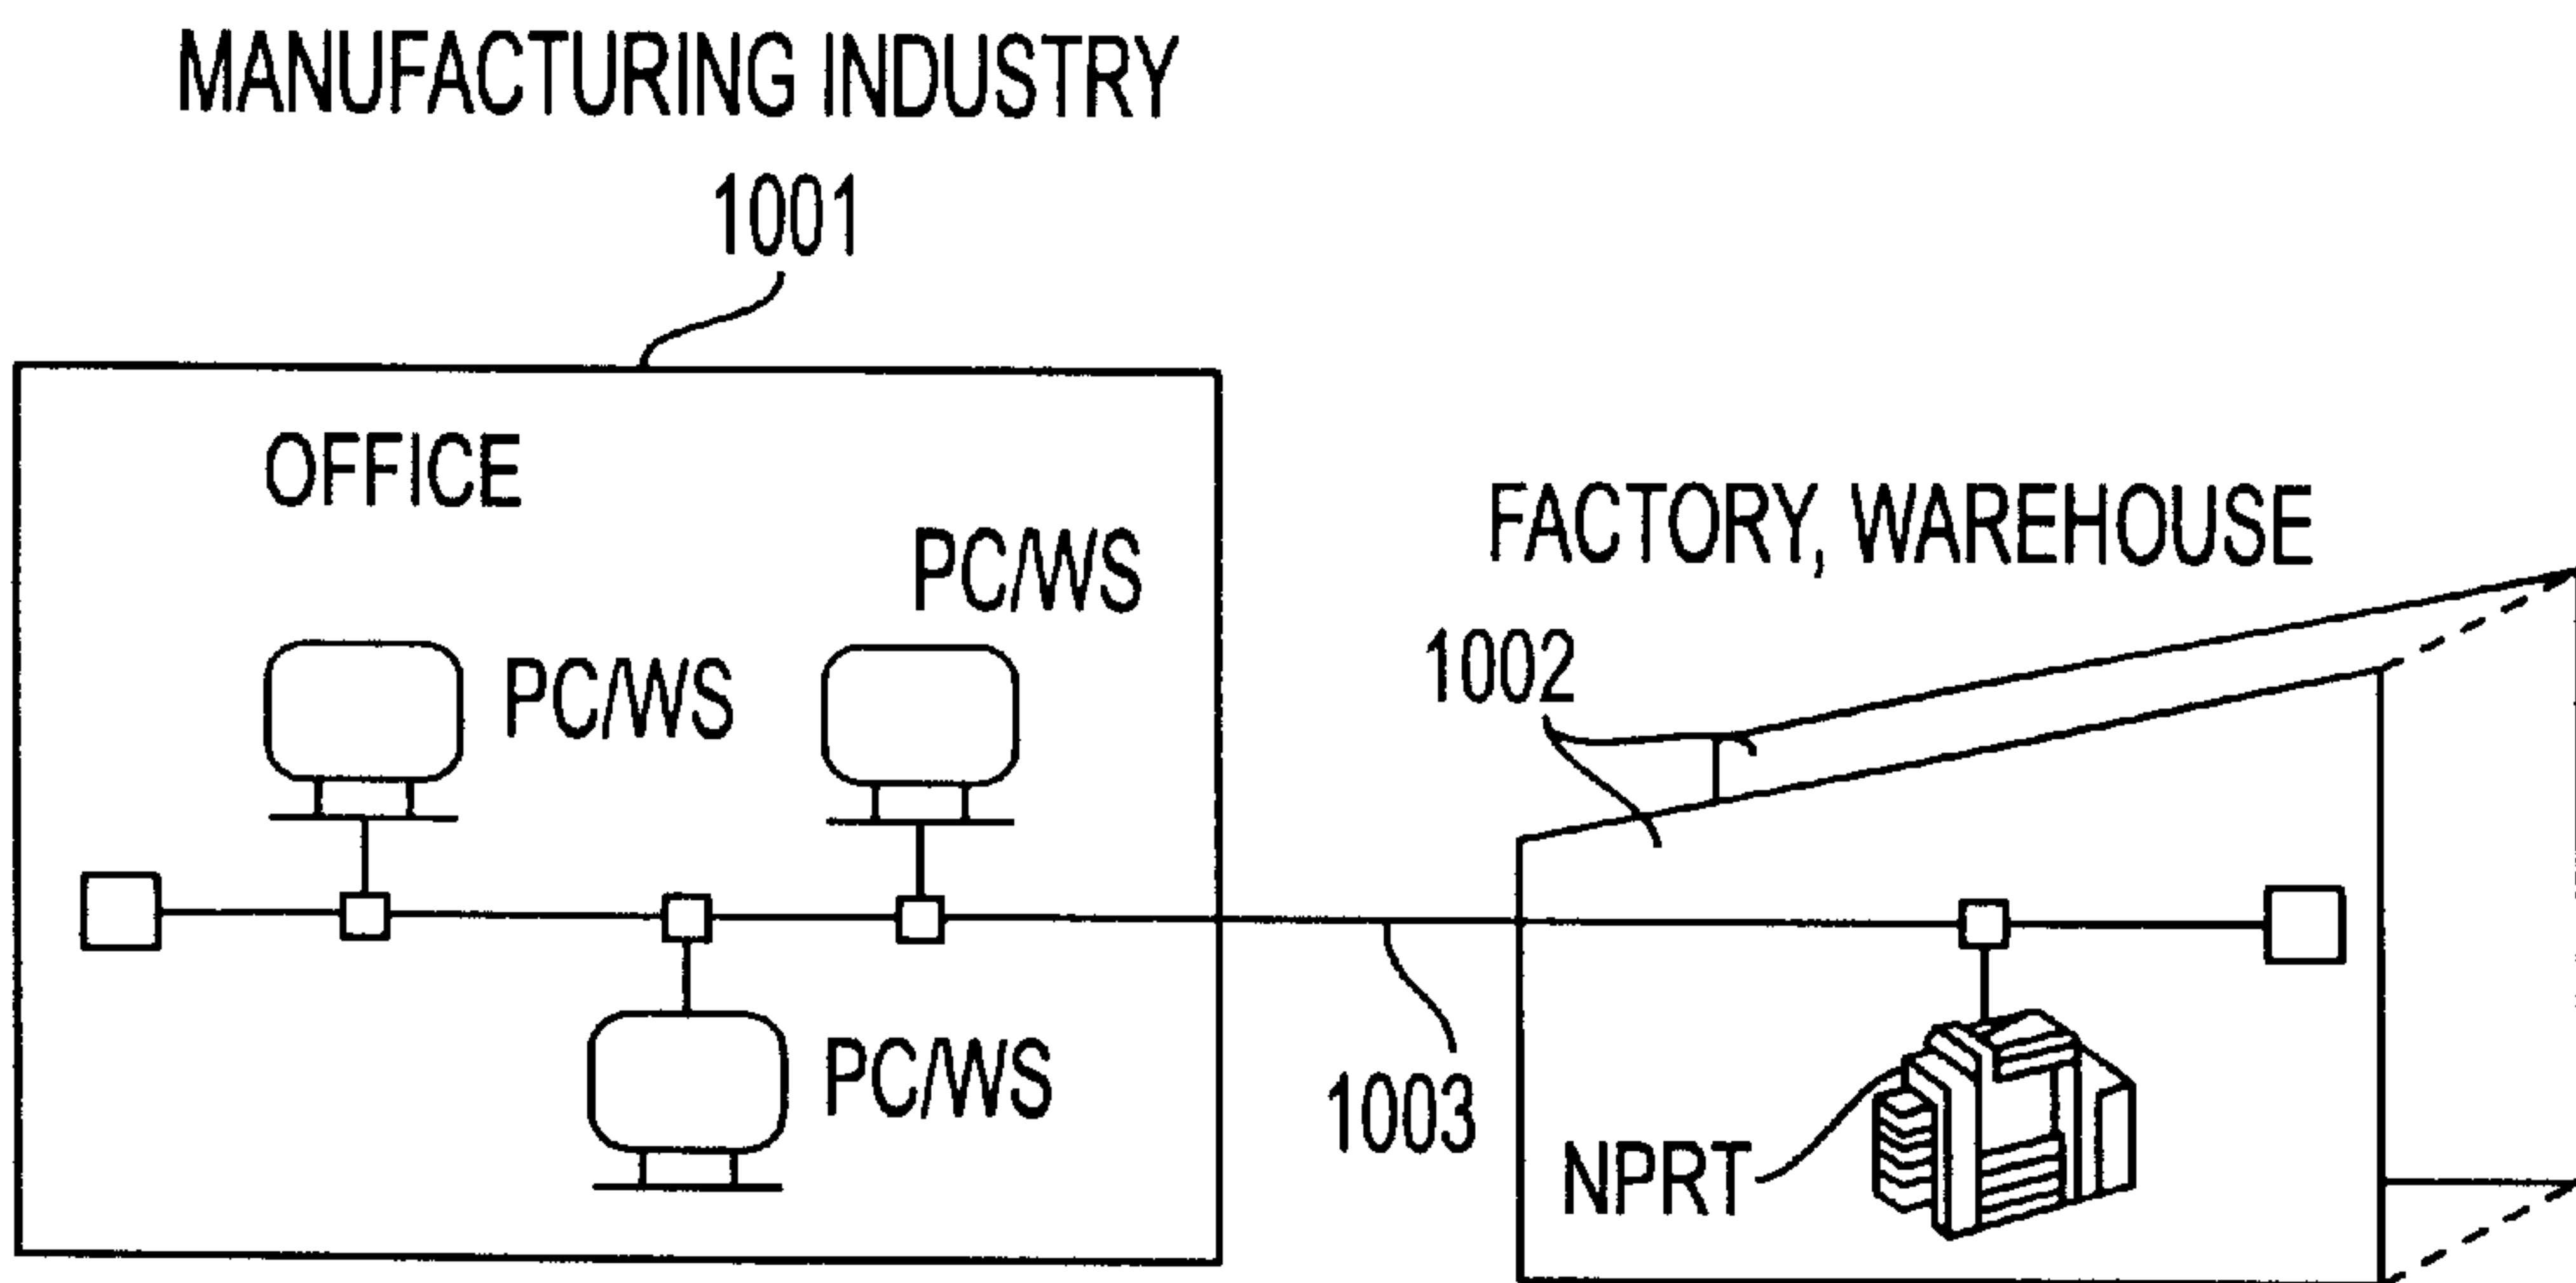 MANUFACTURING INDUSTRY
1001
OFFICE
PC/WS
FACTORY, WAREHOUSE
PC/WS
1002
PC/WS
1003
NPRT